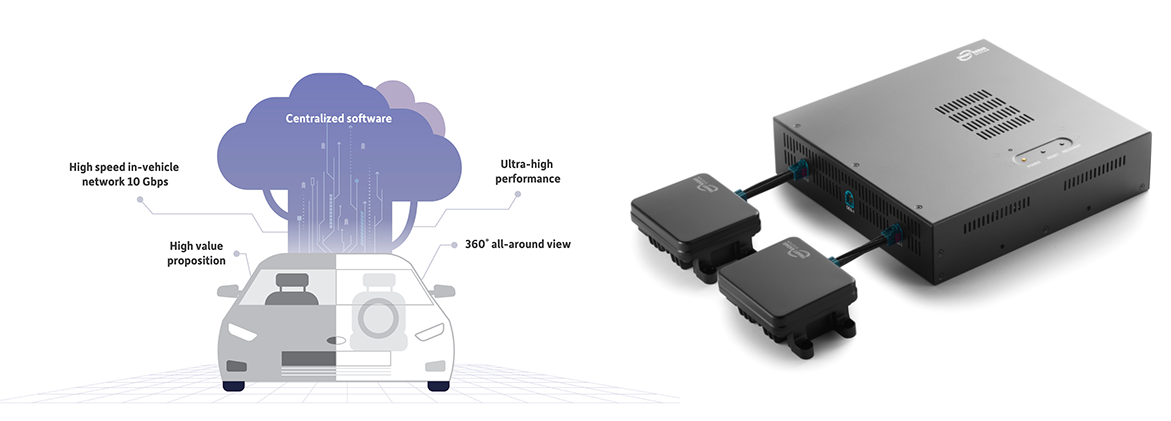 Centralized software
High speed in-vehicle
network 10 Gbps
Ultra-high
performance
High value
proposition
360° all-around view